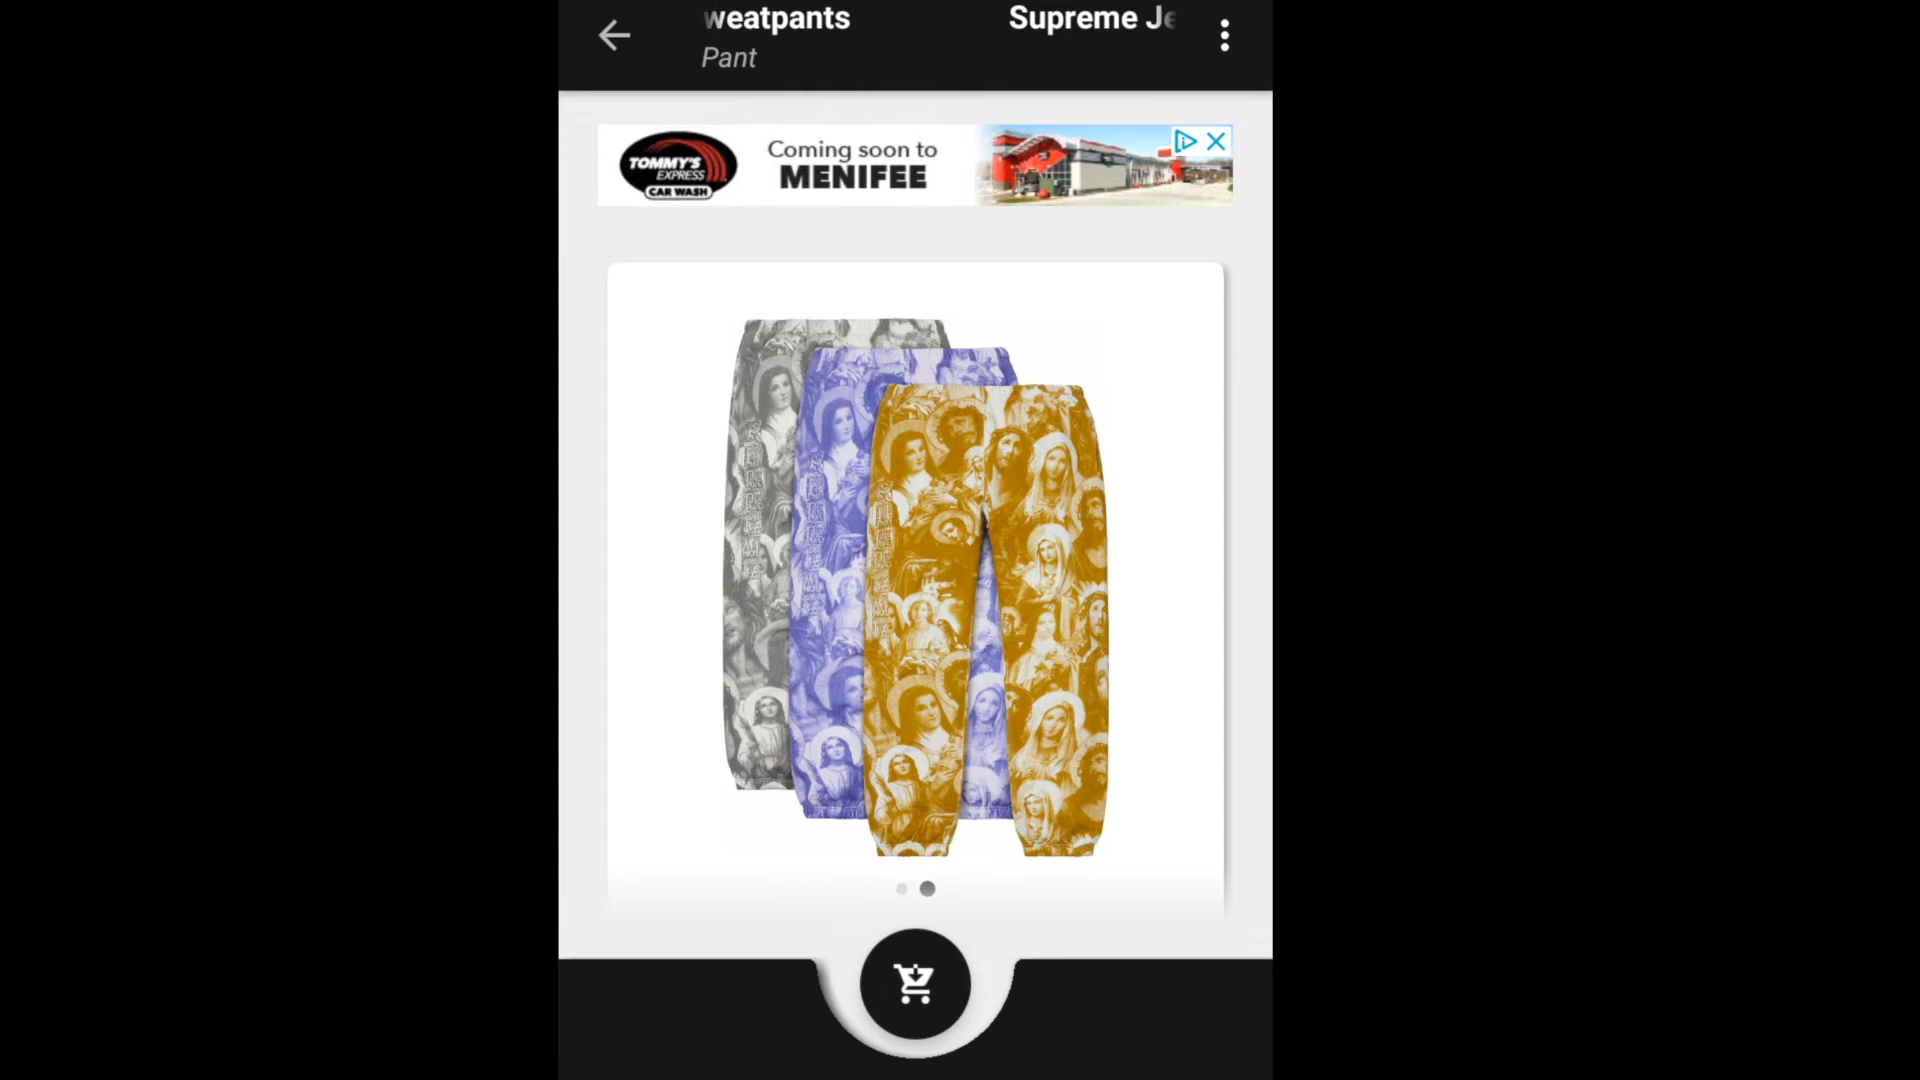 weatpants Supreme Je
Pant
TOMMY'S
EXPRESS
CAR WASH
Coming soon to
MENIFEE